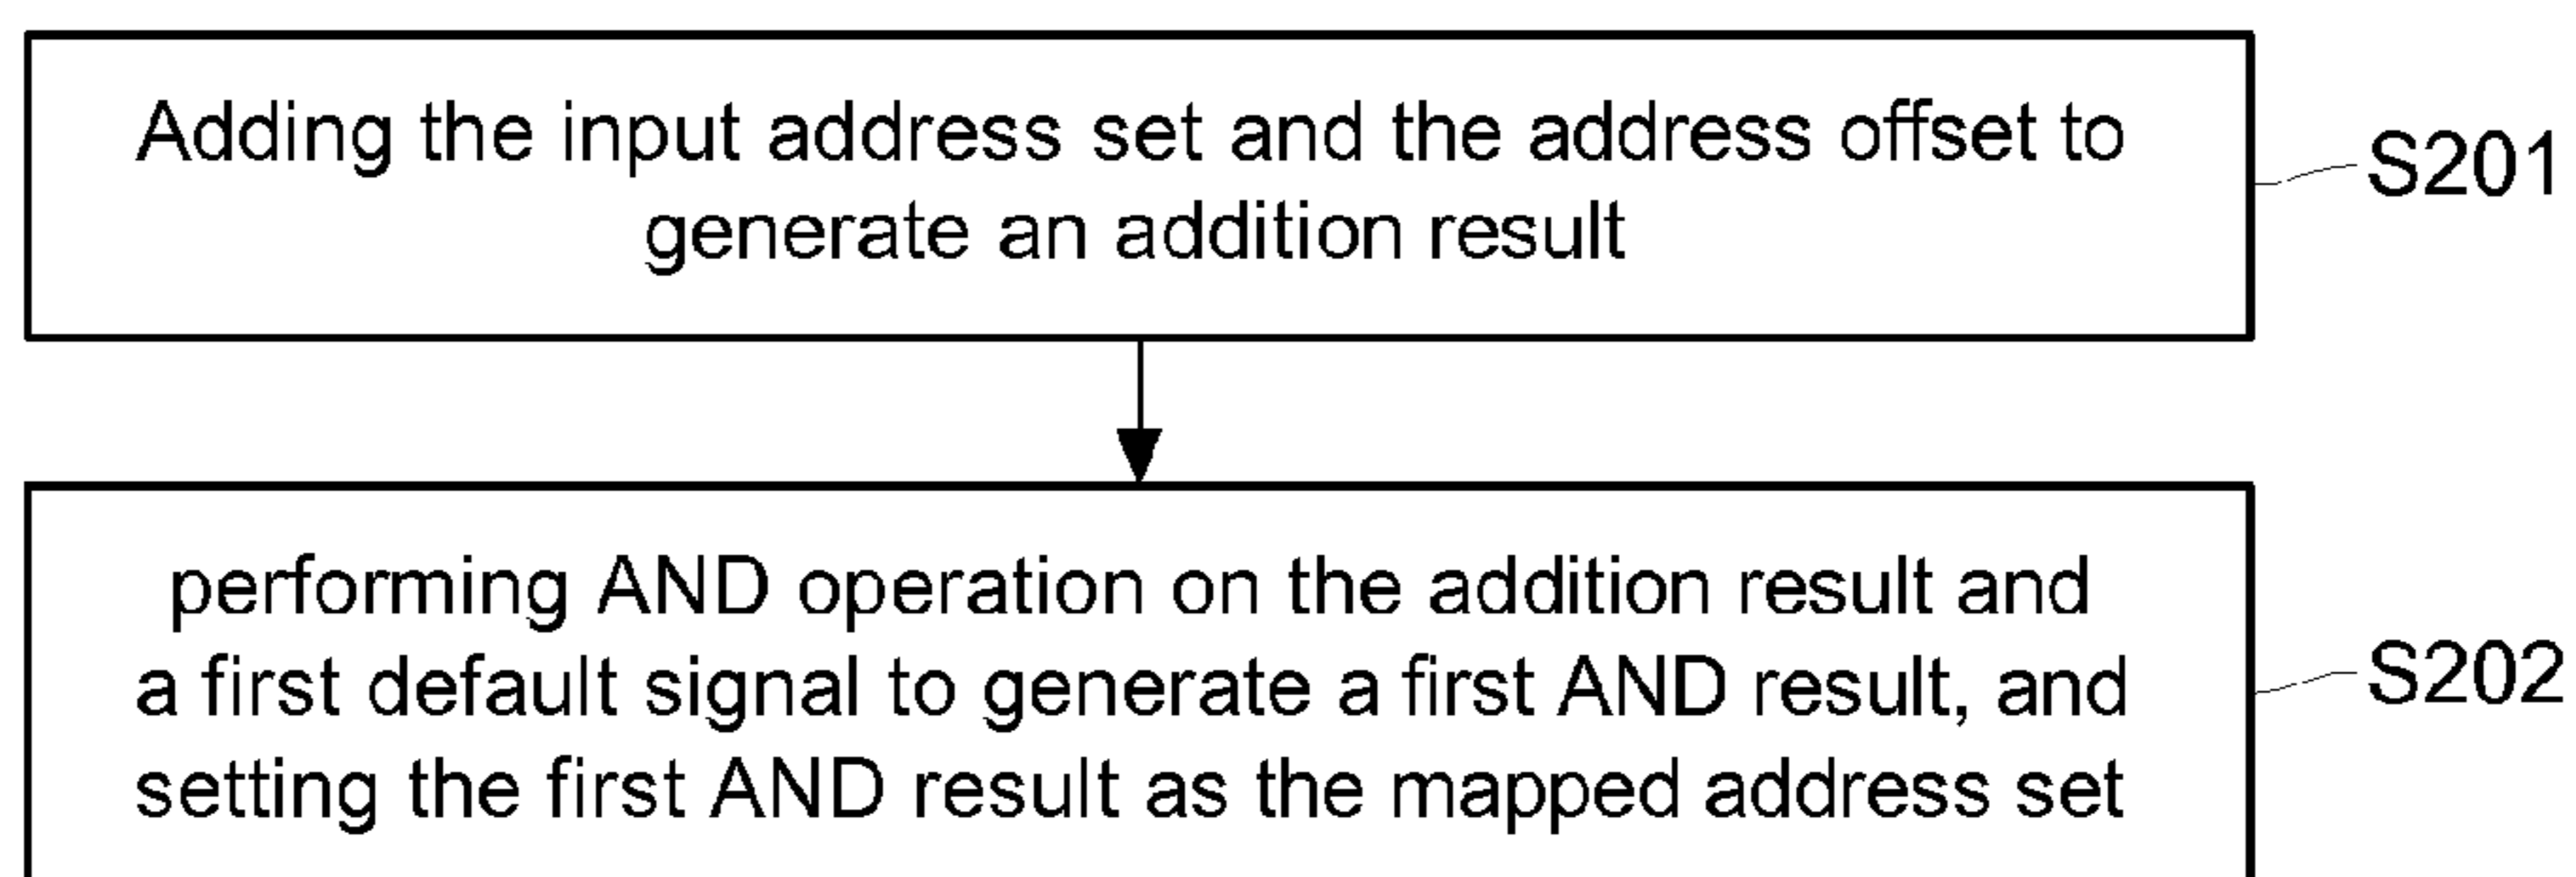 Adding the input address set and the address offset to
generate an addition result
S201
performing AND operation on the addition result and
a first default signal to generate a first AND result, and
setting the first AND result as the mapped address set
S202